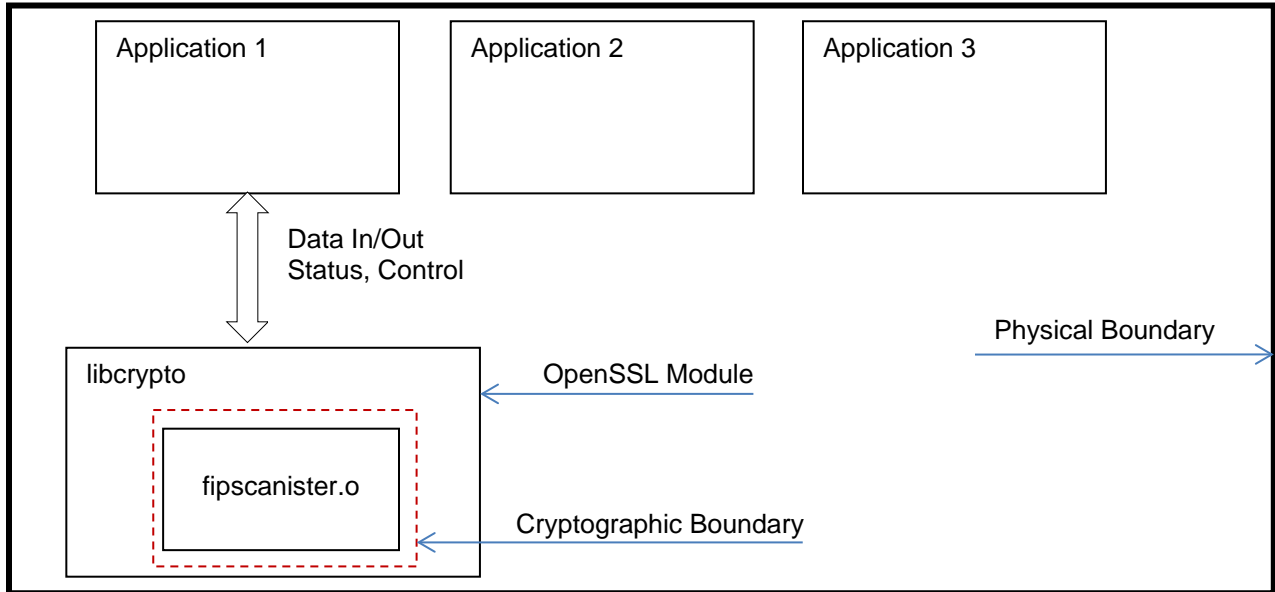 Application 1
Application 2
Application 3
Data In/Out
Status, Control
Physical Boundary
libcrypto
OpenSSL Module
fipscanister.o
Cryptographic Boundary